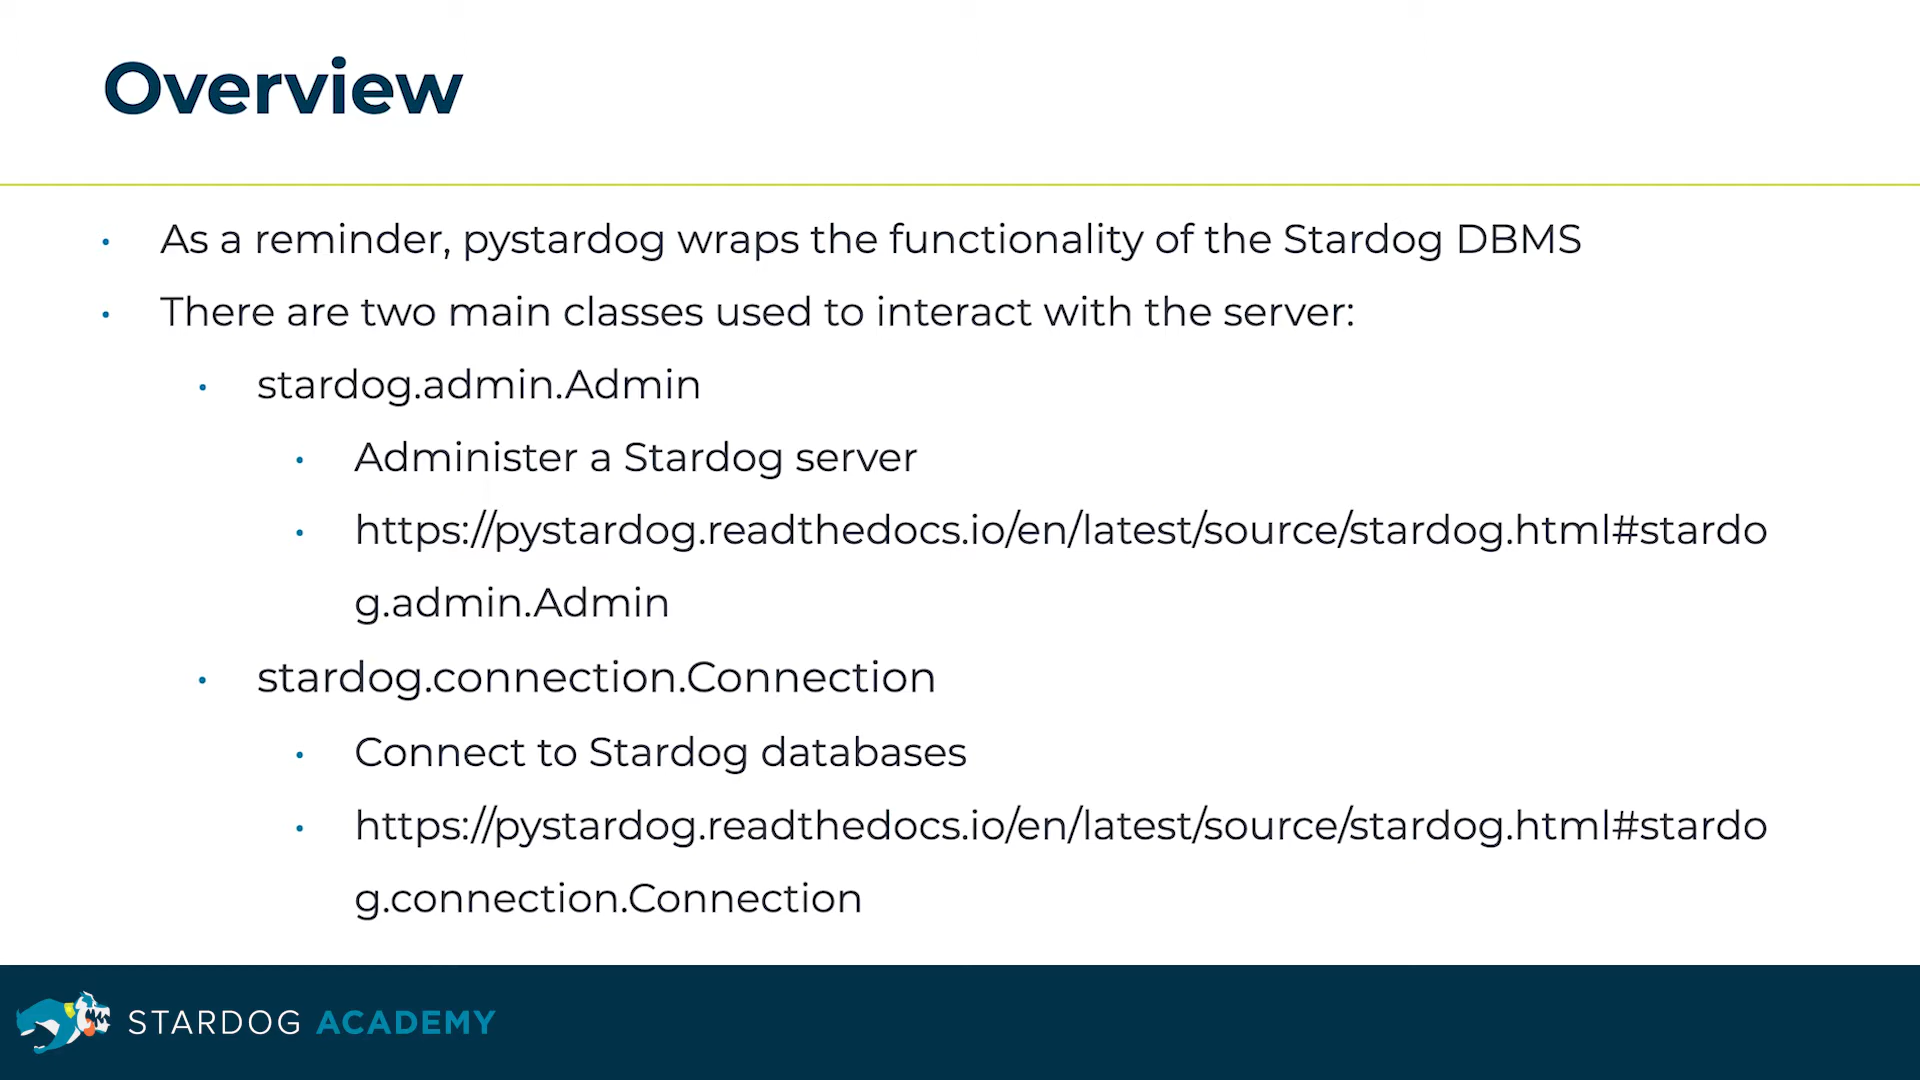 Overview
As a reminder, pystardog wraps the functionality of the Stardog DBMS
There are two main classes used to interact with the server:
stardog.admin.Admin
Administer a Stardog server
https://pystardog.readthedocs.io/en/latest/source/stardog.html#stardo
g.admin.Admin
stardog.connection.Connection
Connect to Stardog databases
https://pystardog.readthedocs.io/en/latest/source/stardog.html#stardo
g.connection.Connection
STARDOG ACADEMY